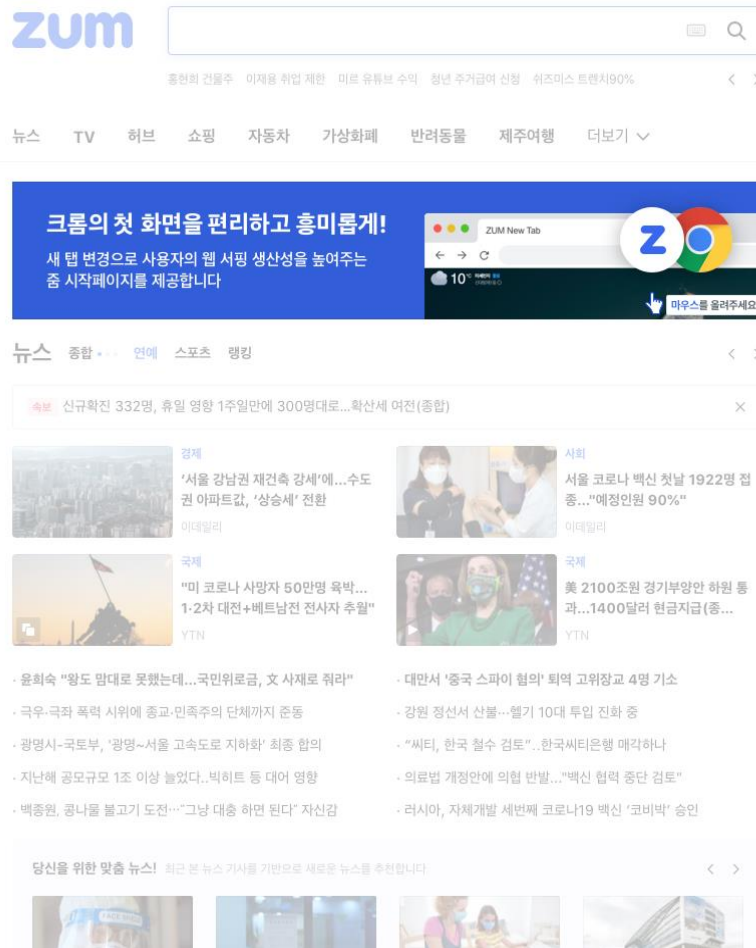 zum
홍현희 건물주 이재용 취업 제한 미르 유튜브 수익 청년 주거급여 신청 쉬즈미스 트렌치90%
뉴스 TV 허브 쇼핑 자동차 가상화폐 반려동물 제주여행 더보기
크롬의 첫 화면을 편리하고 흥미롭게!
새 탭 변경으로 사용자의 웹 서핑 생산성을 높여주는
줌 시작페이지를 제공합니다
ZUM New Tab
Z
10°
마우스를 올려주세요
뉴스 종합 연예 스포츠 랭킹
속보 신규확진 332명, 휴일 영향 1주일만에 300명대로...확산세 여전(종합)
경제
'서울 강남권 재건축 강세'에...수도
권 아파트값, '상승세' 전환
이데일리
사회
서울 코로나 백신 첫날 1922명 접
종..."예정인원 90%"
이데일리
국제
"미 코로나 사망자 50만명 육박...
1·2차 대전+베트남전 전사자 추월"
YTN
국제
美 2100조원 경기부양안 하원 통
과...1400달러 현금지급(종...
YTN
· 윤희숙 "왕도 맘대로 못했는데...국민위로금, 文 사재로 줘라"
· 극우·극좌 폭력 시위에 종교·민족주의 단체까지 준동
· 광명시-국토부, '광명~서울 고속도로 지하화' 최종 합의
· 지난해 공모규모 1조 이상 늘었다..빅히트 등 대어 영향
· 백종원, 콩나물 불고기 도전…"그냥 대충 하면 된다" 자신감
· 대만서 '중국 스파이 혐의' 퇴역 고위장교 4명 기소
· 강원 정선서 산불…헬기 10대 투입 진화 중
· "씨티, 한국 철수 검토"..한국씨티은행 매각하나
· 의료법 개정안에 의협 반발..."백신 협력 중단 검토"
· 러시아, 자체개발 세번째 코로나19 백신 '코비박' 승인
당신을 위한 맞춤 뉴스! 최근 본 뉴스 기사를 기반으로 새로운 뉴스를 추천합니다